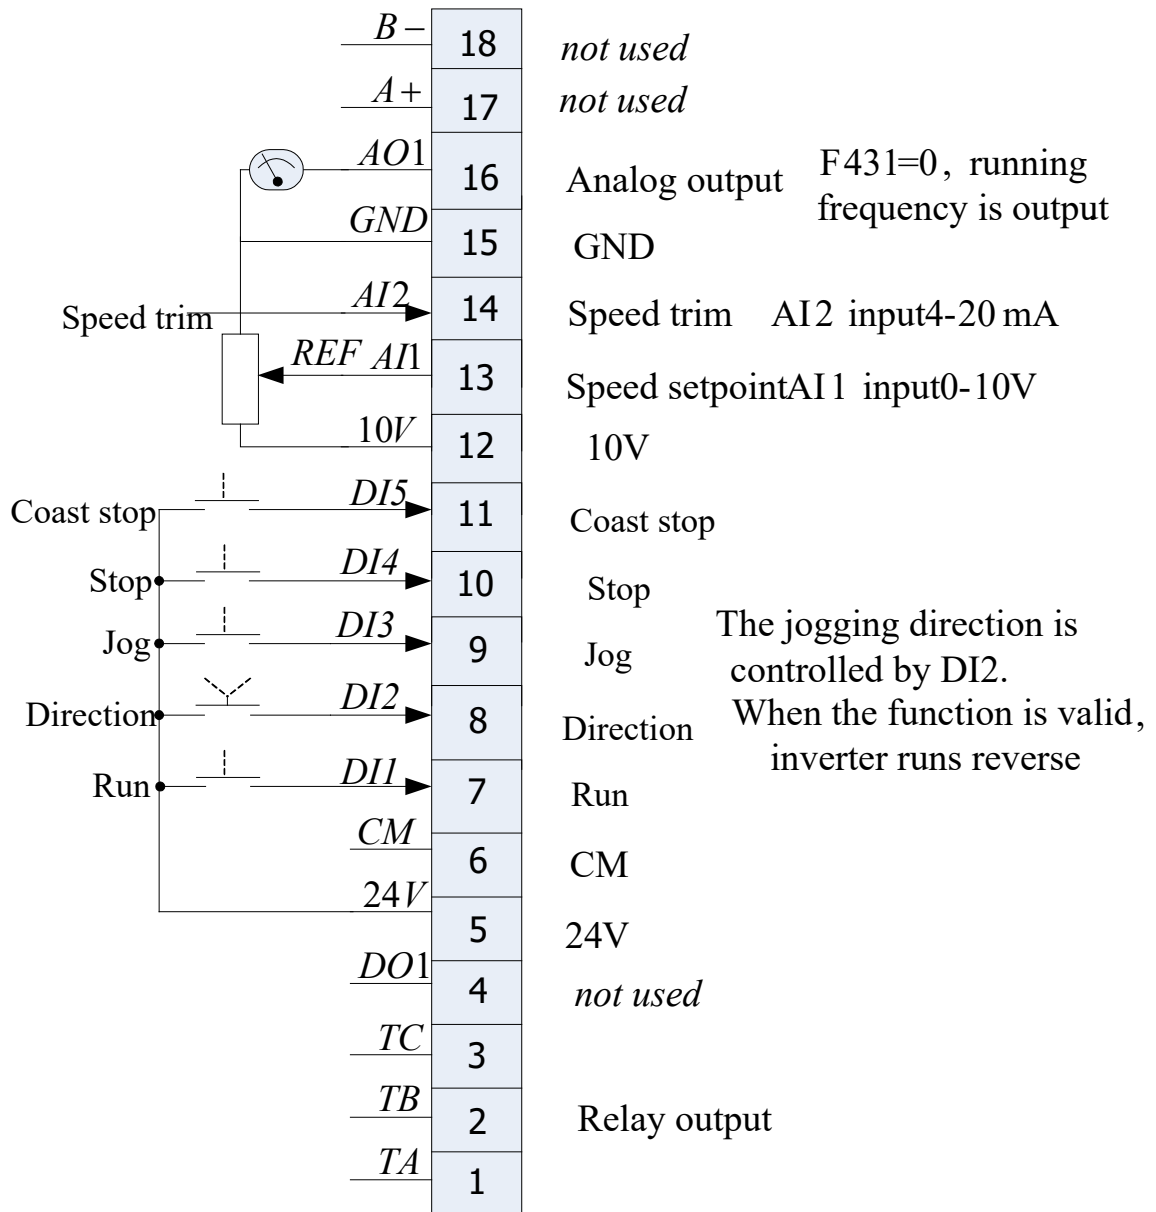 B − 18 not used
A + 17 not used
AO1 16 Analog output F431=0, running
frequency is output
GND 15 GND
Speed trim AI2 14 Speed trim AI2 input4-20 mA
REF AI1 13 Speed setpointAI1 input0-10V
10V 12 10V
Coast stop DI5 11 Coast stop
Stop DI4 10 Stop
Jog DI3 9 Jog The jogging direction is
controlled by DI2.
Direction DI2 8 Direction When the function is valid,
inverter runs reverse
Run DI1 7 Run
CM 6 CM
24V 5 24V
DO1 4 not used
TC 3
TB 2 Relay output
TA 1